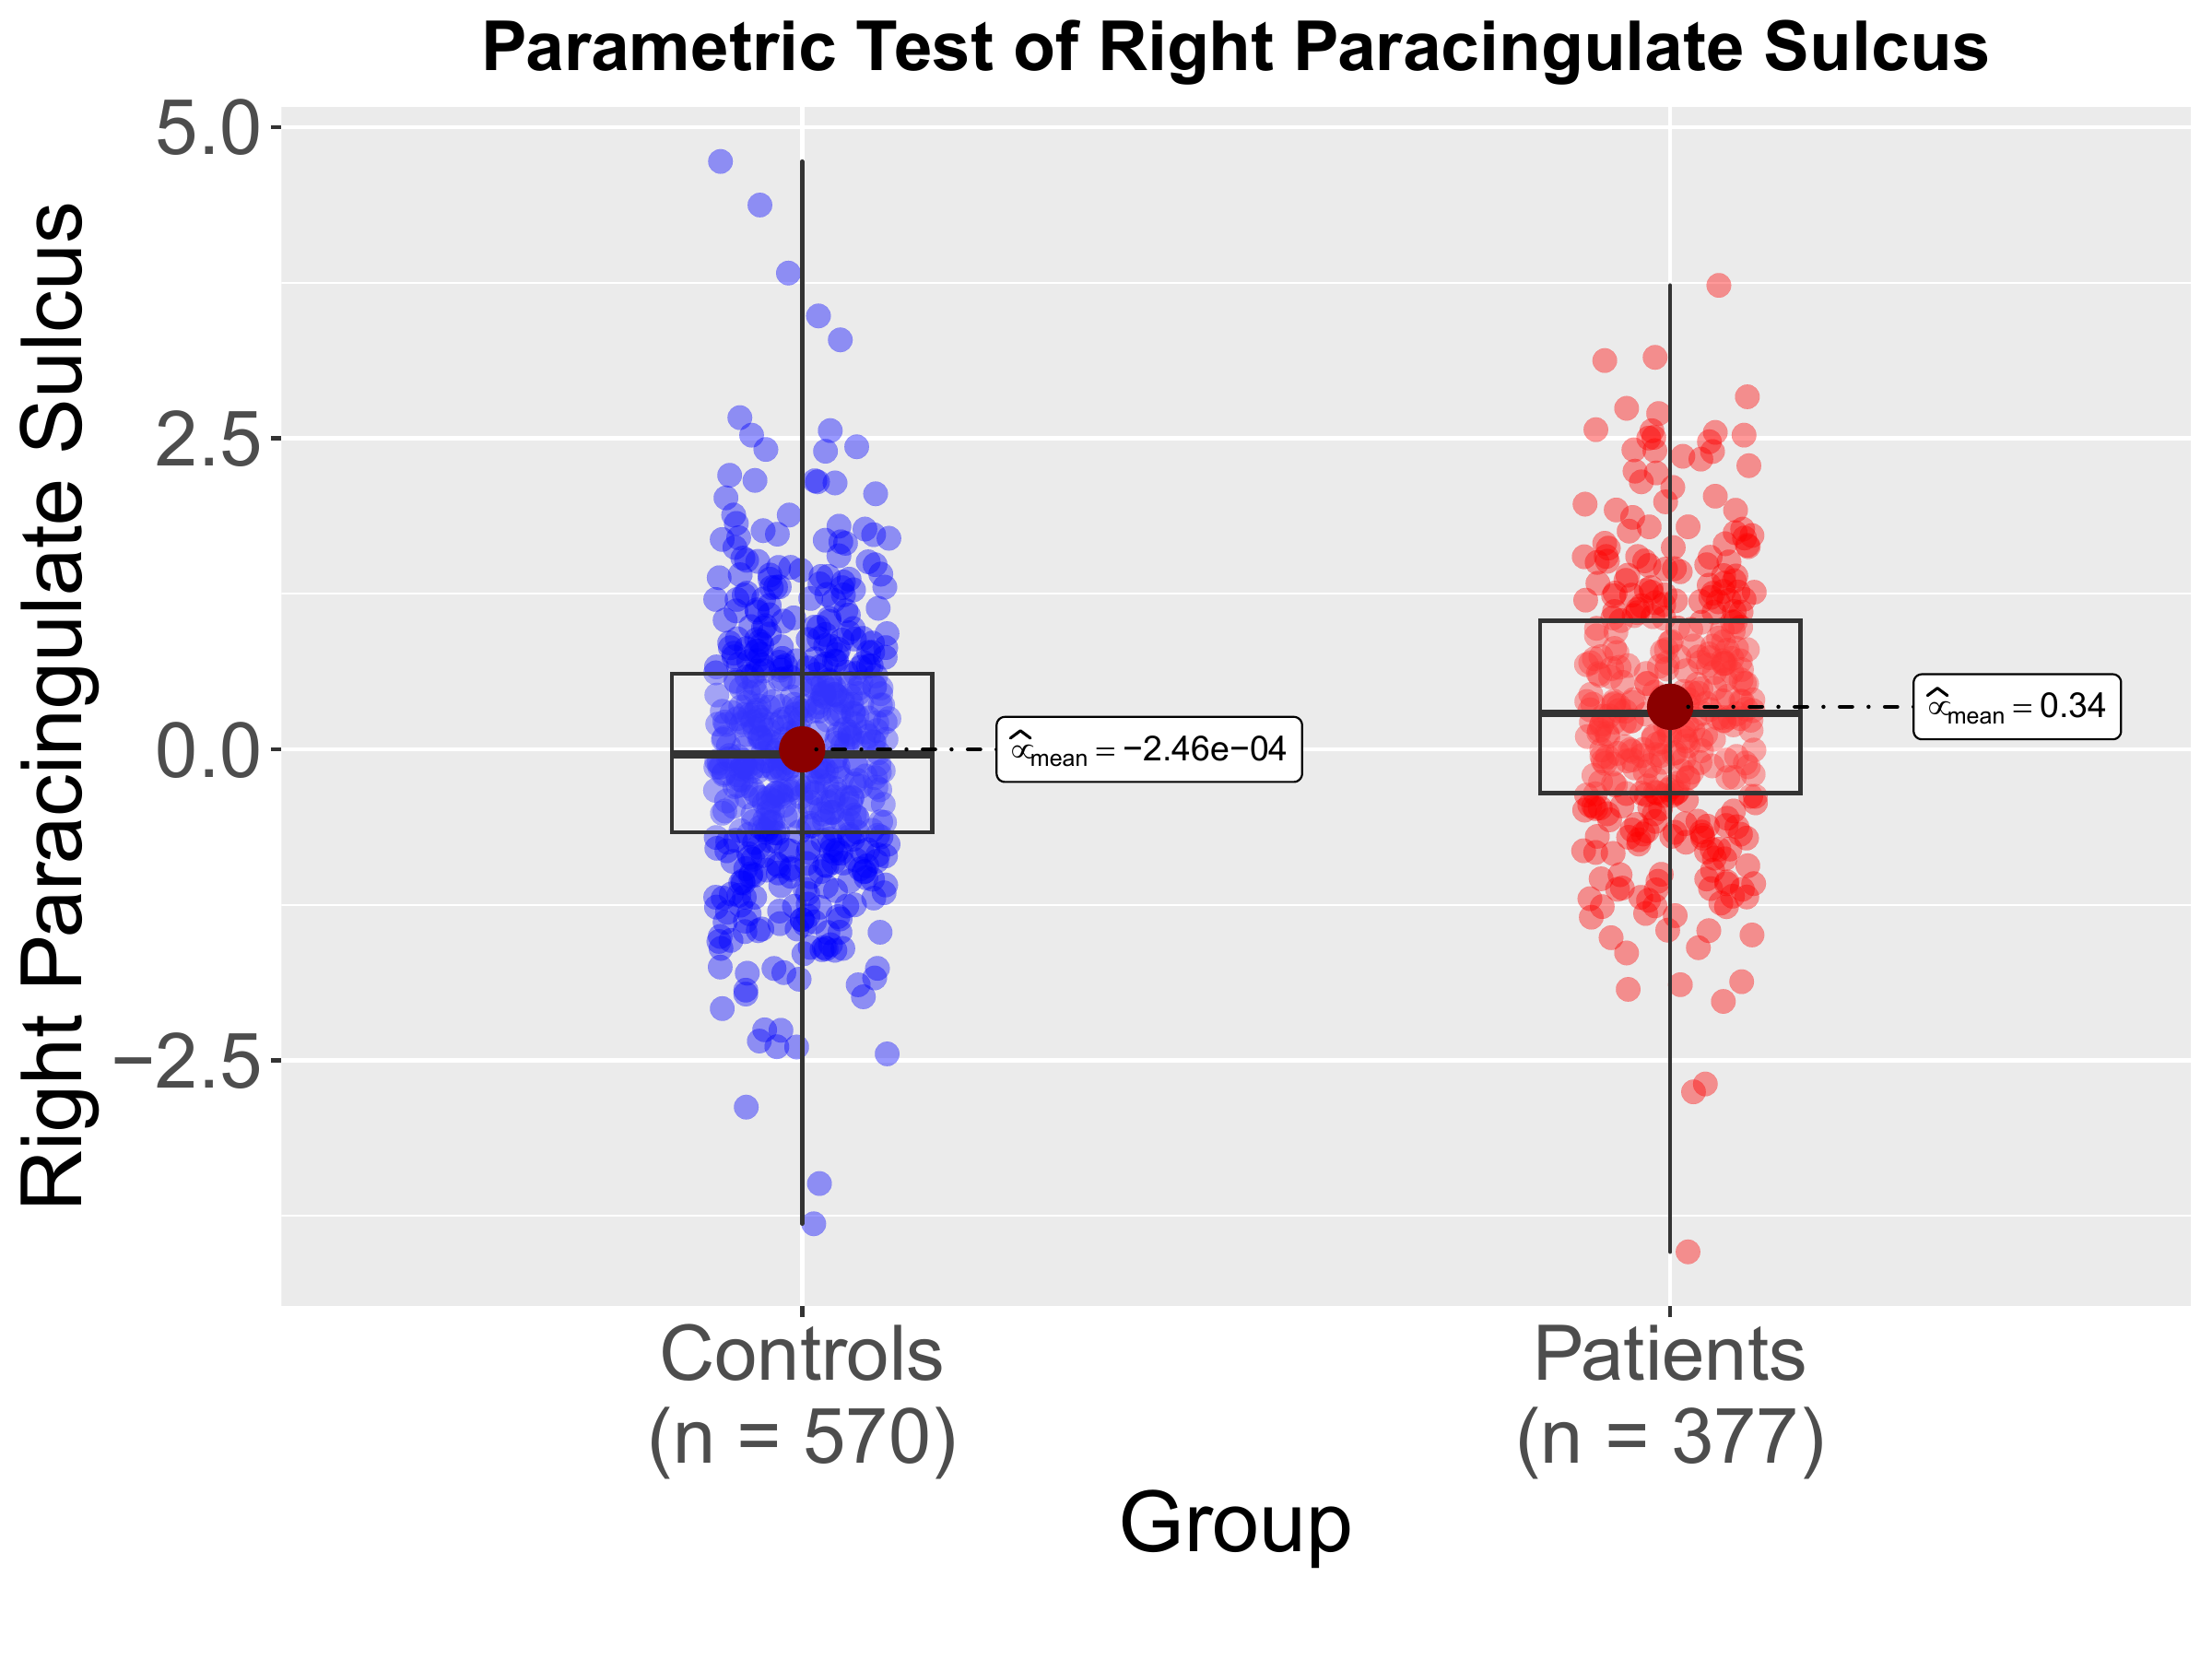 Parametric Test of Right Paracingulate Sulcus
Right Paracingulate Sulcus
5.0
2.5
0.0
−2.5
∝̂mean = −2.46e−04
∝̂mean = 0.34
Controls
(n = 570)
Patients
(n = 377)
Group